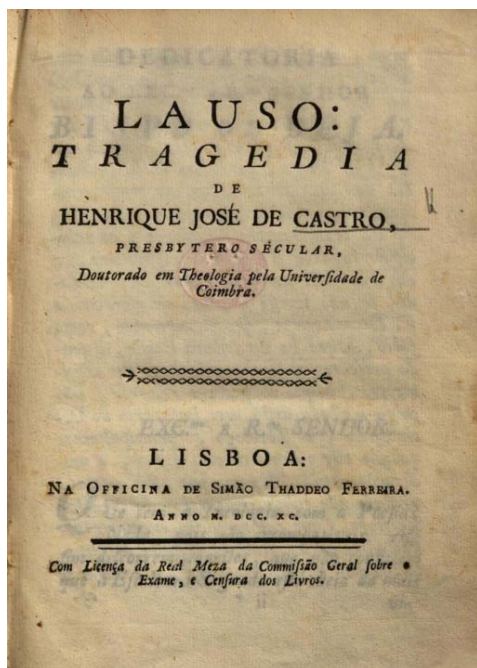 LAUSO:
TRAGEDIA
DE
HENRIQUE JOSÉ DE CASTRO,
PRESBYTERO SECULAR,
Doutorado em Theologia pela Univerſidade de
Coimbra.
LISBOA:
NA OFFICINA DE SIMÃO THADDEO FERREIRA.
ANNO M. DCC. XC.
Com Licença da Real Meza da Commiſſão Geral ſobre o
Exame, e Cenſura dos Livros.